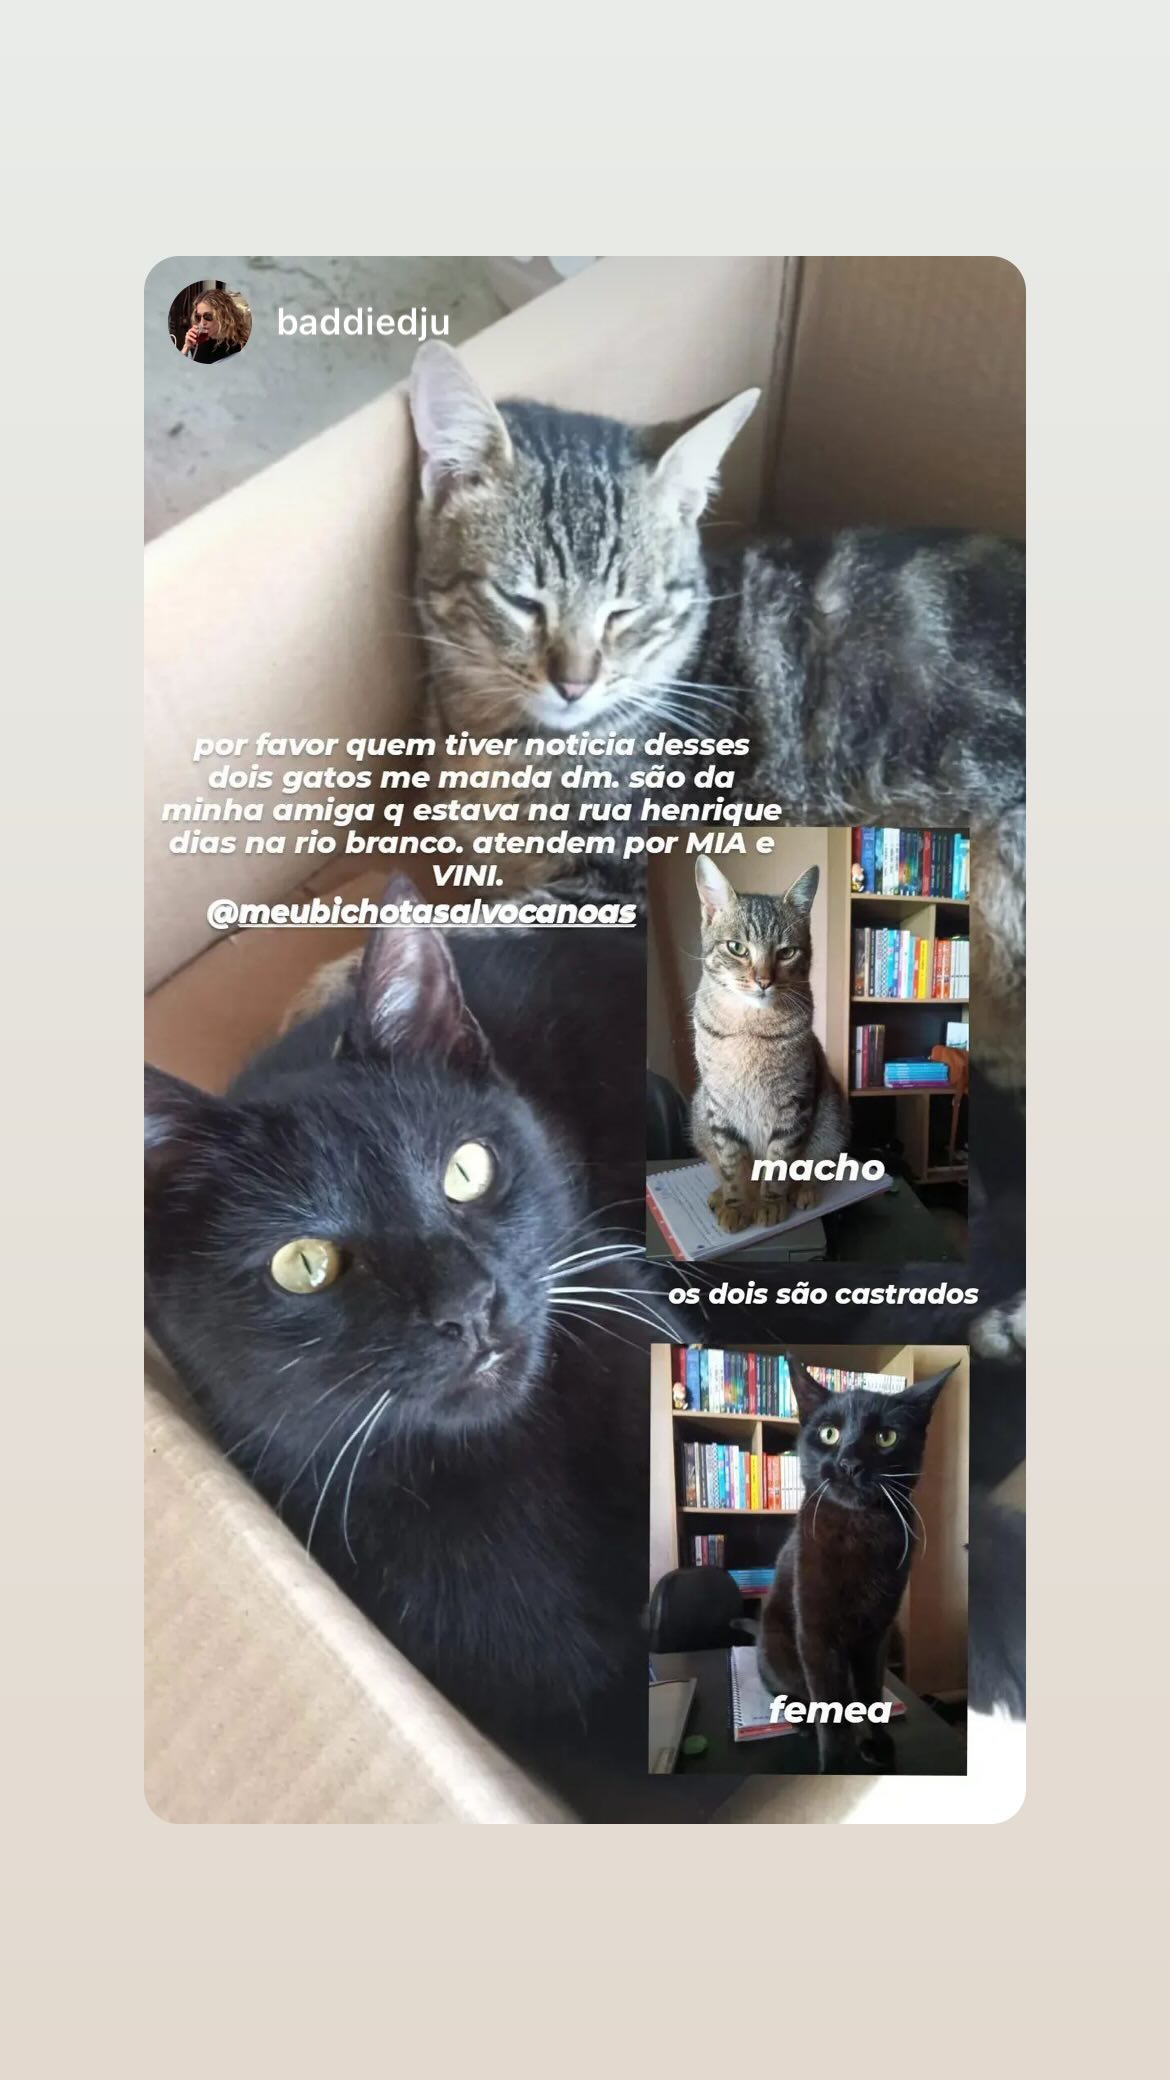 baddiedju
por favor quem tiver noticia desses
dois gatos me manda dm. são da
minha amiga q estava na rua henrique
dias na rio branco. atendem por MIA e
VINI.
@meubichotasalvocanoas
macho
os dois são castrados
femea